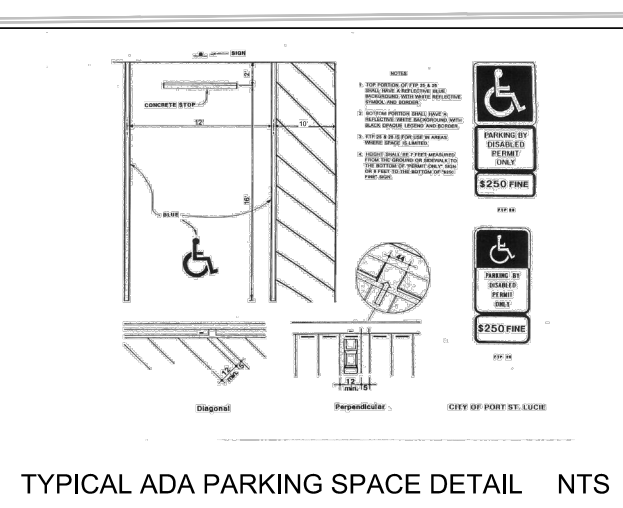 SIGN
2'
CONCRETE STOP
12'
10'
16'
BLUE
NOTES
1. TOP PORTION OF FTP 25 & 26
SHALL HAVE A REFLECTIVE BLUE
BACKGROUND WITH WHITE REFLECTIVE
SYMBOL AND BORDER.
2. BOTTOM PORTION SHALL HAVE A
REFLECTIVE WHITE BACKGROUND WITH
BLACK OPAQUE LEGEND AND BORDER.
3. FTP 25 & 26 IS FOR USE IN AREAS
WHERE SPACE IS LIMITED.
4. HEIGHT SHALL BE 7 FEET MEASURED
FROM THE GROUND OR SIDEWALK TO
THE BOTTOM OF "PERMIT ONLY" SIGN
OR 6 FEET TO THE BOTTOM OF "$250
FINE" SIGN.
PARKING BY
DISABLED
PERMIT
ONLY
$250 FINE
PARKING BY
DISABLED
PERMIT
ONLY
$250 FINE
44
12
min.
5
12
min.
5
Diagonal
Perpendicular
CITY OF PORT ST. LUCIE
TYPICAL ADA PARKING SPACE DETAIL NTS